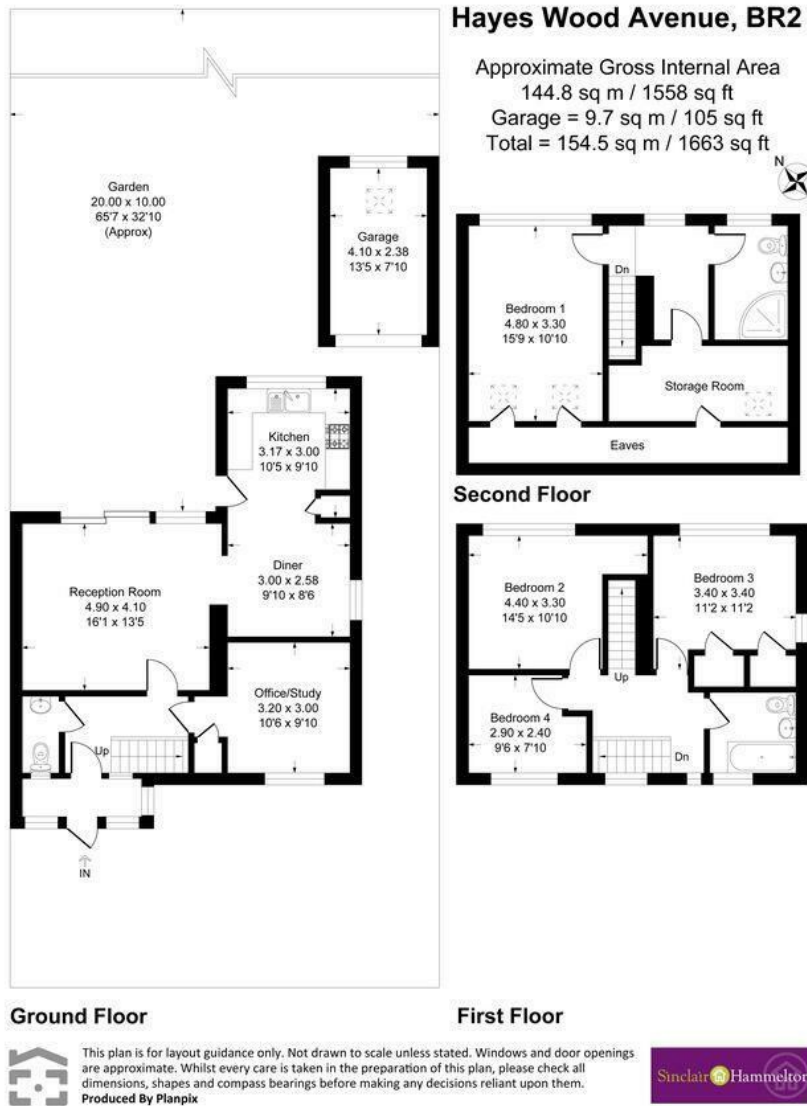 Hayes Wood Avenue, BR2
Approximate Gross Internal Area
144.8 sq m / 1558 sq ft
Garage = 9.7 sq m / 105 sq ft
Total = 154.5 sq m / 1663 sq ft
N
Garden
20.00 x 10.00
65'7 x 32'10
(Approx)
Garage
4.10 x 2.38
13'5 x 7'10
Kitchen
3.17 x 3.00
10'5 x 9'10
Diner
3.00 x 2.58
9'10 x 8'6
Reception Room
4.90 x 4.10
16'1 x 13'5
Office/Study
3.20 x 3.00
10'6 x 9'10
Up
IN
Ground Floor
Dn
Bedroom 1
4.80 x 3.30
15'9 x 10'10
Storage Room
Eaves
Second Floor
Bedroom 2
4.40 x 3.30
14'5 x 10'10
Bedroom 3
3.40 x 3.40
11'2 x 11'2
Up
Bedroom 4
2.90 x 2.40
9'6 x 7'10
Dn
First Floor
This plan is for layout guidance only. Not drawn to scale unless stated. Windows and door openings
are approximate. Whilst every care is taken in the preparation of this plan, please check all
dimensions, shapes and compass bearings before making any decisions reliant upon them.
Produced By Planpix
Sinclair Hammelton